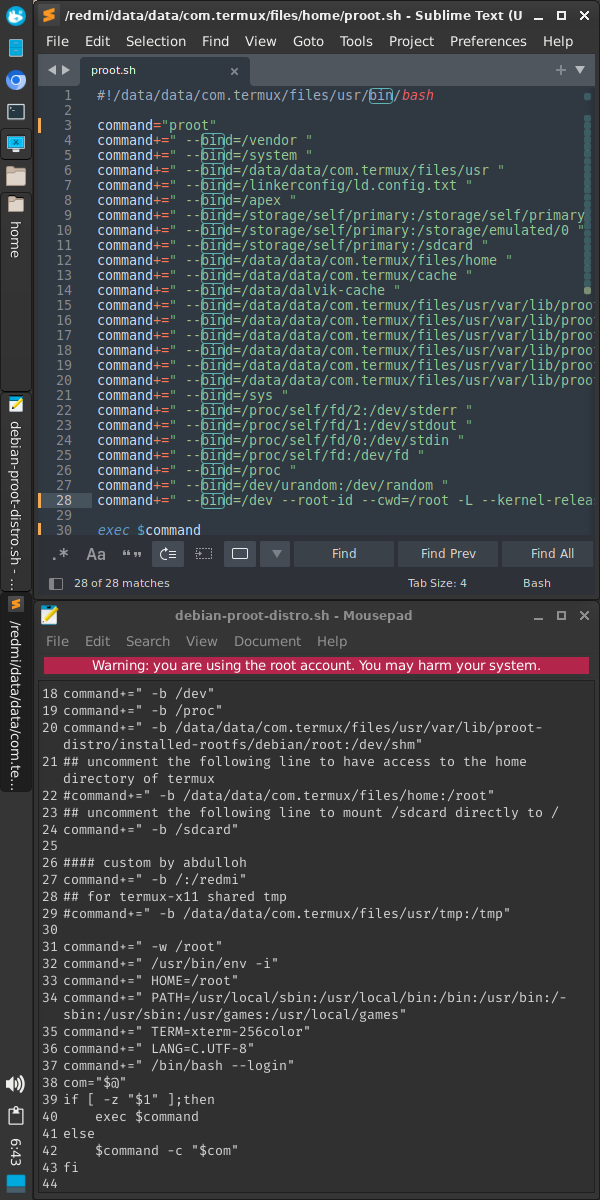 /redmi/data/data/com.termux/files/home/proot.sh - Sublime Text (U
File Edit Selection Find View Goto Tools Project Preferences Help
proot.sh
1 #!/data/data/com.termux/files/usr/bin/bash
2
3 command="proot"
4 command+=" --bind=/vendor "
5 command+=" --bind=/system "
6 command+=" --bind=/data/data/com.termux/files/usr "
7 command+=" --bind=/linkerconfig/ld.config.txt "
8 command+=" --bind=/apex "
9 command+=" --bind=/storage/self/primary:/storage/self/primary
10 command+=" --bind=/storage/self/primary:/storage/emulated/0 "
11 command+=" --bind=/storage/self/primary:/sdcard "
12 command+=" --bind=/data/data/com.termux/files/home "
13 command+=" --bind=/data/data/com.termux/cache "
14 command+=" --bind=/data/dalvik-cache "
15 command+=" --bind=/data/data/com.termux/files/usr/var/lib/proo
16 command+=" --bind=/data/data/com.termux/files/usr/var/lib/proo
17 command+=" --bind=/data/data/com.termux/files/usr/var/lib/proo
18 command+=" --bind=/data/data/com.termux/files/usr/var/lib/proo
19 command+=" --bind=/data/data/com.termux/files/usr/var/lib/proo
20 command+=" --bind=/data/data/com.termux/files/usr/var/lib/proo
21 command+=" --bind=/sys "
22 command+=" --bind=/proc/self/fd/2:/dev/stderr "
23 command+=" --bind=/proc/self/fd/1:/dev/stdout "
24 command+=" --bind=/proc/self/fd/0:/dev/stdin "
25 command+=" --bind=/proc/self/fd:/dev/fd "
26 command+=" --bind=/proc "
27 command+=" --bind=/dev/urandom:/dev/random "
28 command+=" --bind=/dev --root-id --cwd=/root -L --kernel-relea
29
30 exec $command
.* Aa “” Find Find Prev Find All
28 of 28 matches Tab Size: 4 Bash
debian-proot-distro.sh - Mousepad
File Edit Search View Document Help
Warning: you are using the root account. You may harm your system.
18 command+=" -b /dev"
19 command+=" -b /proc"
20 command+=" -b /data/data/com.termux/files/usr/var/lib/proot-
distro/installed-rootfs/debian/root:/dev/shm"
21 ## uncomment the following line to have access to the home
directory of termux
22 #command+=" -b /data/data/com.termux/files/home:/root"
23 ## uncomment the following line to mount /sdcard directly to /
24 command+=" -b /sdcard"
25
26 #### custom by abdulloh
27 command+=" -b /:/redmi"
28 ## for termux-x11 shared tmp
29 #command+=" -b /data/data/com.termux/files/usr/tmp:/tmp"
30
31 command+=" -w /root"
32 command+=" /usr/bin/env -i"
33 command+=" HOME=/root"
34 command+=" PATH=/usr/local/sbin:/usr/local/bin:/bin:/usr/bin:/-
sbin:/usr/sbin:/usr/games:/usr/local/games"
35 command+=" TERM=xterm-256color"
36 command+=" LANG=C.UTF-8"
37 command+=" /bin/bash --login"
38 com="$@"
39 if [ -z "$1" ];then
40 exec $command
41 else
42 $command -c "$com"
43 fi
44
home
debian-proot-distro.sh - ...
/redmi/data/data/com.te...
6:43